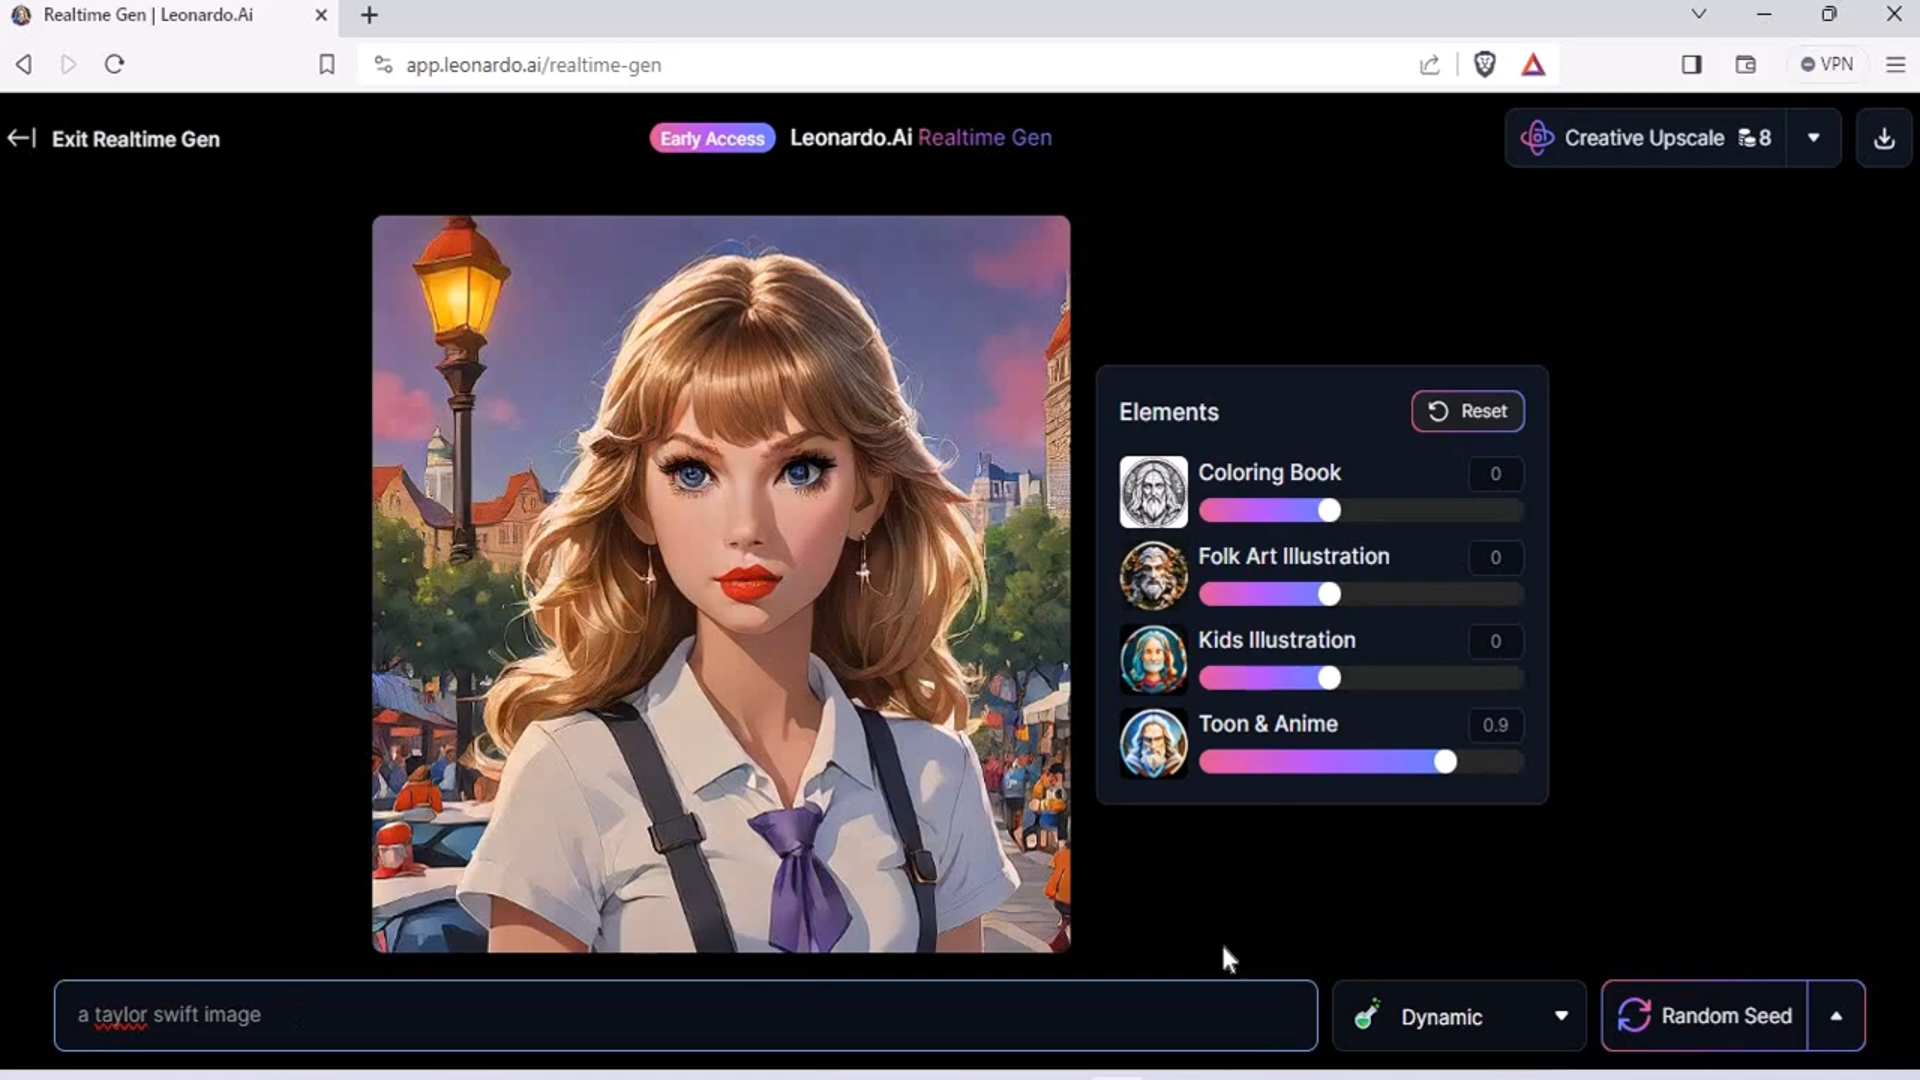 Realtime Gen | Leonardo.Ai
app.leonardo.ai/realtime-gen
VPN
Exit Realtime Gen
Early Access
Leonardo.Ai Realtime Gen
Creative Upscale 8
Elements
Reset
Coloring Book 0
Folk Art Illustration 0
Kids Illustration 0
Toon & Anime 0.9
a taylor swift image
Dynamic
Random Seed